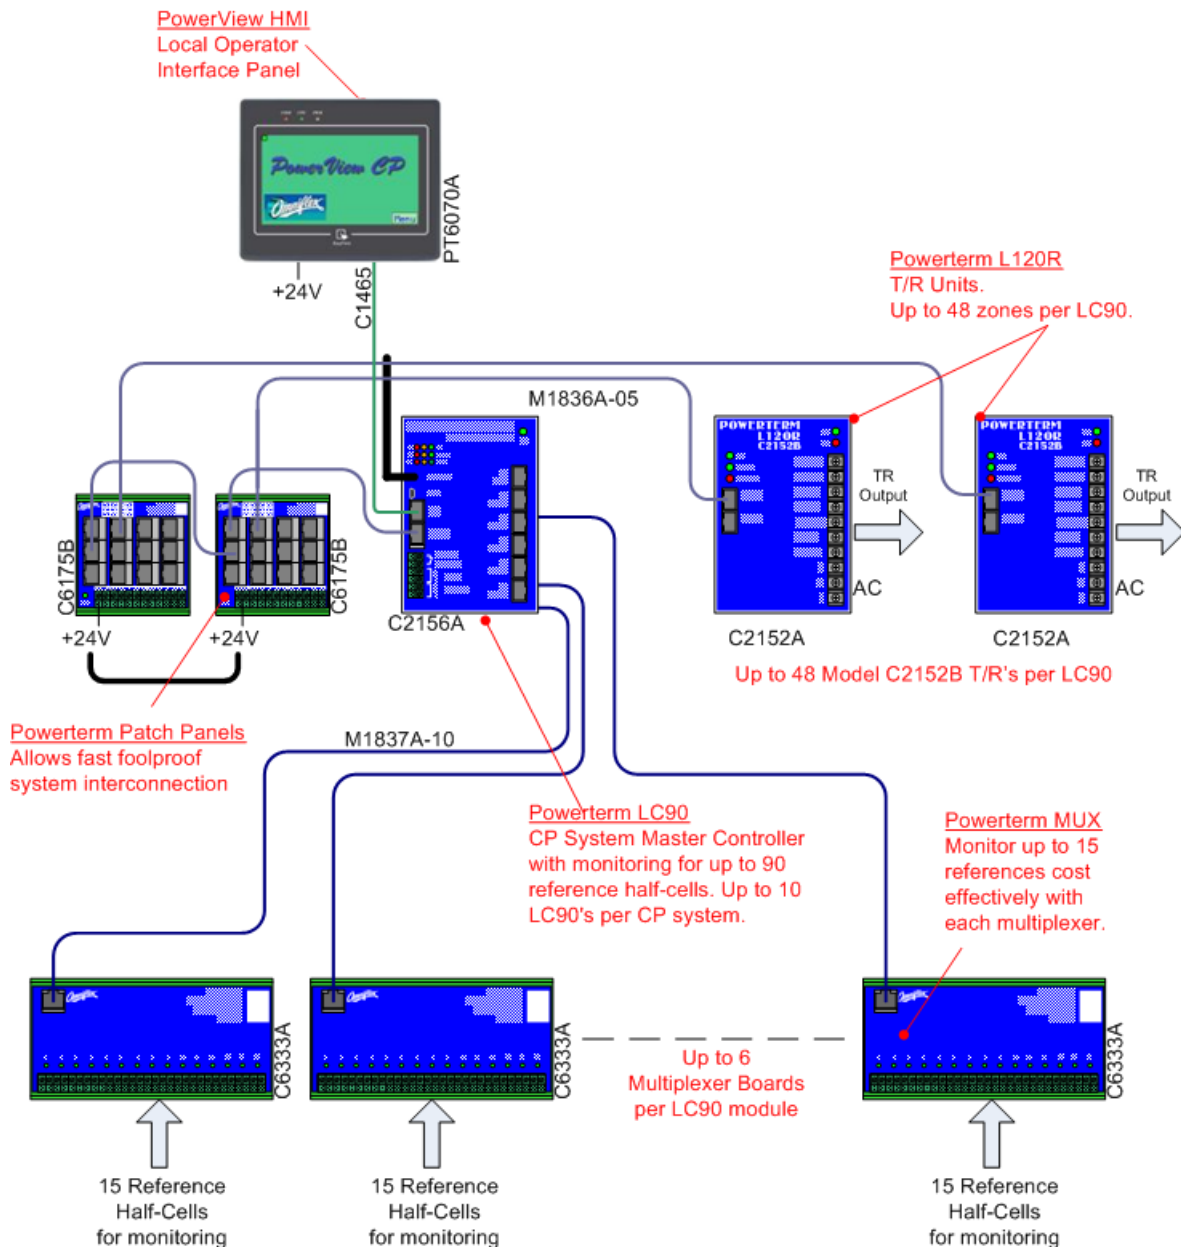 PowerView HMI
Local Operator
Interface Panel
PowerView CP
Omniflex
Menu
PT6070A
+24V
C1465
Powerterm L120R
T/R Units.
Up to 48 zones per LC90.
M1836A-05
POWERTERM
L120R
C2152B
POWERTERM
L120R
C2152B
TR
Output
TR
Output
AC
AC
C6175B
C6175B
+24V
+24V
C2156A
C2152A
C2152A
Up to 48 Model C2152B T/R's per LC90
Powerterm Patch Panels
Allows fast foolproof
system interconnection
M1837A-10
Powerterm LC90
CP System Master Controller
with monitoring for up to 90
reference half-cells. Up to 10
LC90's per CP system.
Powerterm MUX
Monitor up to 15
references cost
effectively with
each multiplexer.
Omniflex
C6333A
Omniflex
C6333A
Omniflex
C6333A
Up to 6
Multiplexer Boards
per LC90 module
15 Reference
Half-Cells
for monitoring
15 Reference
Half-Cells
for monitoring
15 Reference
Half-Cells
for monitoring